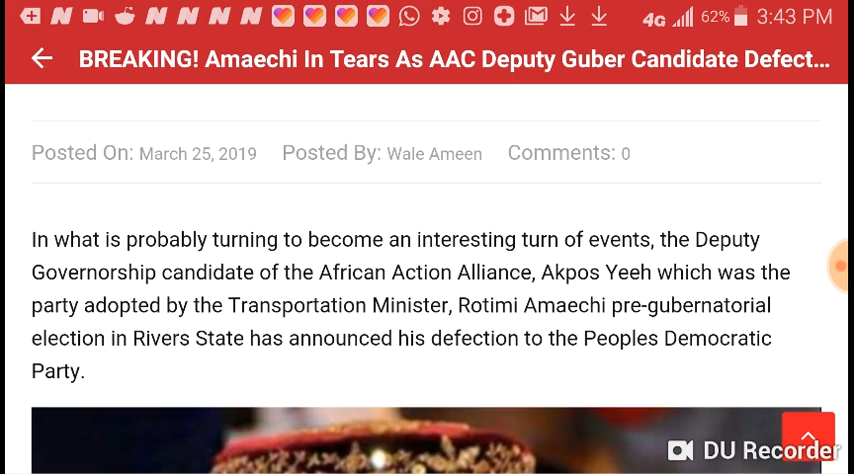 4G 62% 3:43 PM
BREAKING! Amaechi In Tears As AAC Deputy Guber Candidate Defect...
Posted On: March 25, 2019 Posted By: Wale Ameen Comments: 0
In what is probably turning to become an interesting turn of events, the Deputy
Governorship candidate of the African Action Alliance, Akpos Yeeh which was the
party adopted by the Transportation Minister, Rotimi Amaechi pre-gubernatorial
election in Rivers State has announced his defection to the Peoples Democratic
Party.
DU Recorder